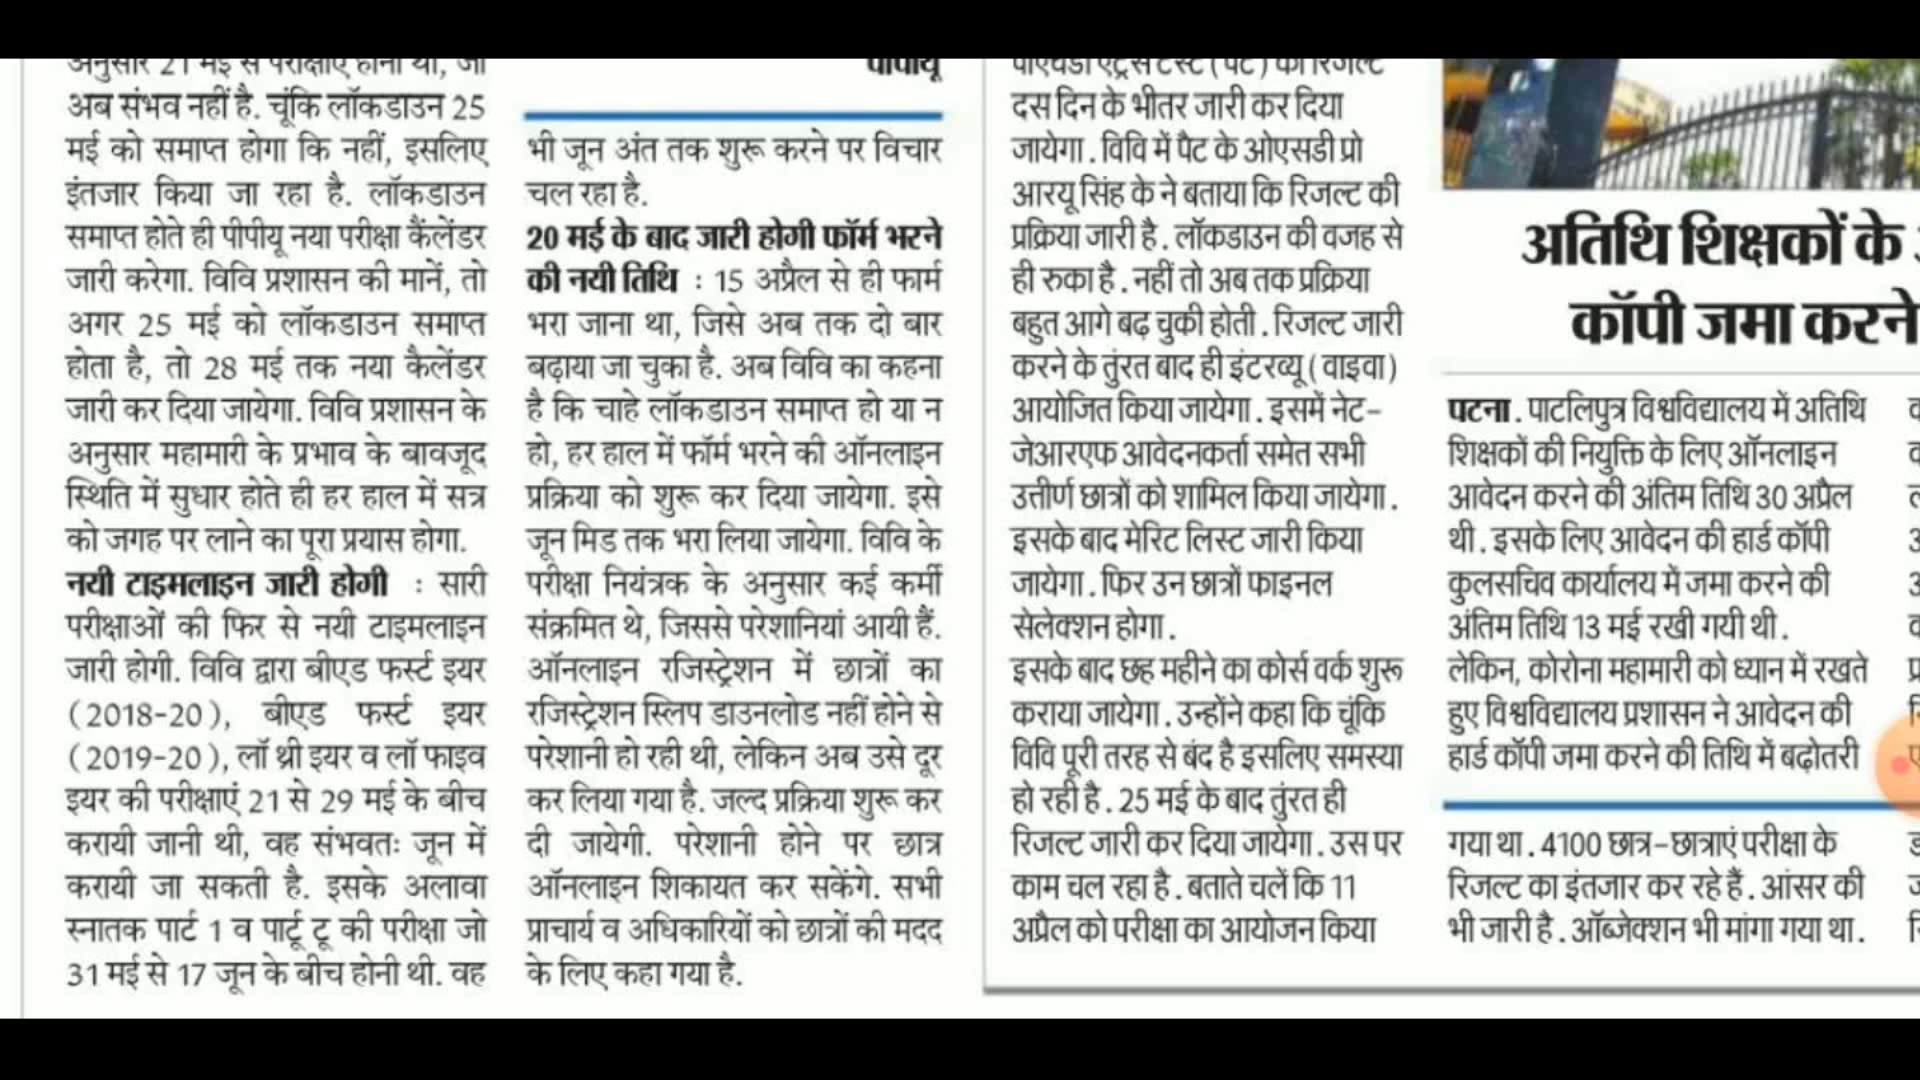 अनुसार 21 मई से परीक्षाएं होनी थी, जो
अब संभव नहीं है. चूंकि लॉकडाउन 25
मई को समाप्त होगा कि नहीं, इसलिए
इंतजार किया जा रहा है. लॉकडाउन
समाप्त होते ही पीपीयू नया परीक्षा कैंलेंडर
जारी करेगा. विवि प्रशासन की मानें, तो
अगर 25 मई को लॉकडाउन समाप्त
होता है, तो 28 मई तक नया कैलेंडर
जारी कर दिया जायेगा. विवि प्रशासन के
अनुसार महामारी के प्रभाव के बावजूद
स्थिति में सुधार होते ही हर हाल में सत्र
को जगह पर लाने का पूरा प्रयास होगा.
नयी टाइमलाइन जारी होगी : सारी
परीक्षाओं की फिर से नयी टाइमलाइन
जारी होगी. विवि द्वारा बीएड फर्स्ट इयर
(2018-20), बीएड फर्स्ट इयर
(2019-20), लॉ थ्री इयर व लॉ फाइव
इयर की परीक्षाएं 21 से 29 मई के बीच
करायी जानी थी, वह संभवतः जून में
करायी जा सकती है. इसके अलावा
स्नातक पार्ट 1 व पार्टू टू की परीक्षा जो
31 मई से 17 जून के बीच होनी थी. वह
पीपीयू
भी जून अंत तक शुरू करने पर विचार
चल रहा है.
20 मई के बाद जारी होगी फॉर्म भरने
की नयी तिथि : 15 अप्रैल से ही फार्म
भरा जाना था, जिसे अब तक दो बार
बढ़ाया जा चुका है. अब विवि का कहना
है कि चाहे लॉकडाउन समाप्त हो या न
हो, हर हाल में फॉर्म भरने की ऑनलाइन
प्रक्रिया को शुरू कर दिया जायेगा. इसे
जून मिड तक भरा लिया जायेगा. विवि के
परीक्षा नियंत्रक के अनुसार कई कर्मी
संक्रमित थे, जिससे परेशानियां आयी हैं.
ऑनलाइन रजिस्ट्रेशन में छात्रों का
रजिस्ट्रेशन स्लिप डाउनलोड नहीं होने से
परेशानी हो रही थी, लेकिन अब उसे दूर
कर लिया गया है. जल्द प्रक्रिया शुरू कर
दी जायेगी. परेशानी होने पर छात्र
ऑनलाइन शिकायत कर सकेंगे. सभी
प्राचार्य व अधिकारियों को छात्रों की मदद
के लिए कहा गया है.
पीएचडी एंट्रेंस टेस्ट (पैट) का रिजल्ट
दस दिन के भीतर जारी कर दिया
जायेगा. विवि में पैट के ओएसडी प्रो
आरयू सिंह के ने बताया कि रिजल्ट की
प्रक्रिया जारी है. लॉकडाउन की वजह से
ही रुका है. नहीं तो अब तक प्रक्रिया
बहुत आगे बढ़ चुकी होती. रिजल्ट जारी
करने के तुंरत बाद ही इंटरव्यू (वाइवा)
आयोजित किया जायेगा. इसमें नेट-
जेआरएफ आवेदनकर्ता समेत सभी
उत्तीर्ण छात्रों को शामिल किया जायेगा.
इसके बाद मेरिट लिस्ट जारी किया
जायेगा. फिर उन छात्रों फाइनल
सेलेक्शन होगा.
इसके बाद छह महीने का कोर्स वर्क शुरू
कराया जायेगा. उन्होंने कहा कि चूंकि
विवि पूरी तरह से बंद है इसलिए समस्या
हो रही है. 25 मई के बाद तुंरत ही
रिजल्ट जारी कर दिया जायेगा. उस पर
काम चल रहा है. बताते चलें कि 11
अप्रैल को परीक्षा का आयोजन किया
अतिथि शिक्षकों के
कॉपी जमा करने
पटना. पाटलिपुत्र विश्वविद्यालय में अतिथि
शिक्षकों की नियुक्ति के लिए ऑनलाइन
आवेदन करने की अंतिम तिथि 30 अप्रैल
थी. इसके लिए आवेदन की हार्ड कॉपी
कुलसचिव कार्यालय में जमा करने की
अंतिम तिथि 13 मई रखी गयी थी.
लेकिन, कोरोना महामारी को ध्यान में रखते
हुए विश्वविद्यालय प्रशासन ने आवेदन की
हार्ड कॉपी जमा करने की तिथि में बढ़ोतरी
गया था. 4100 छात्र-छात्राएं परीक्षा के
रिजल्ट का इंतजार कर रहे हैं. आंसर की
भी जारी है. ऑब्जेक्शन भी मांगा गया था.